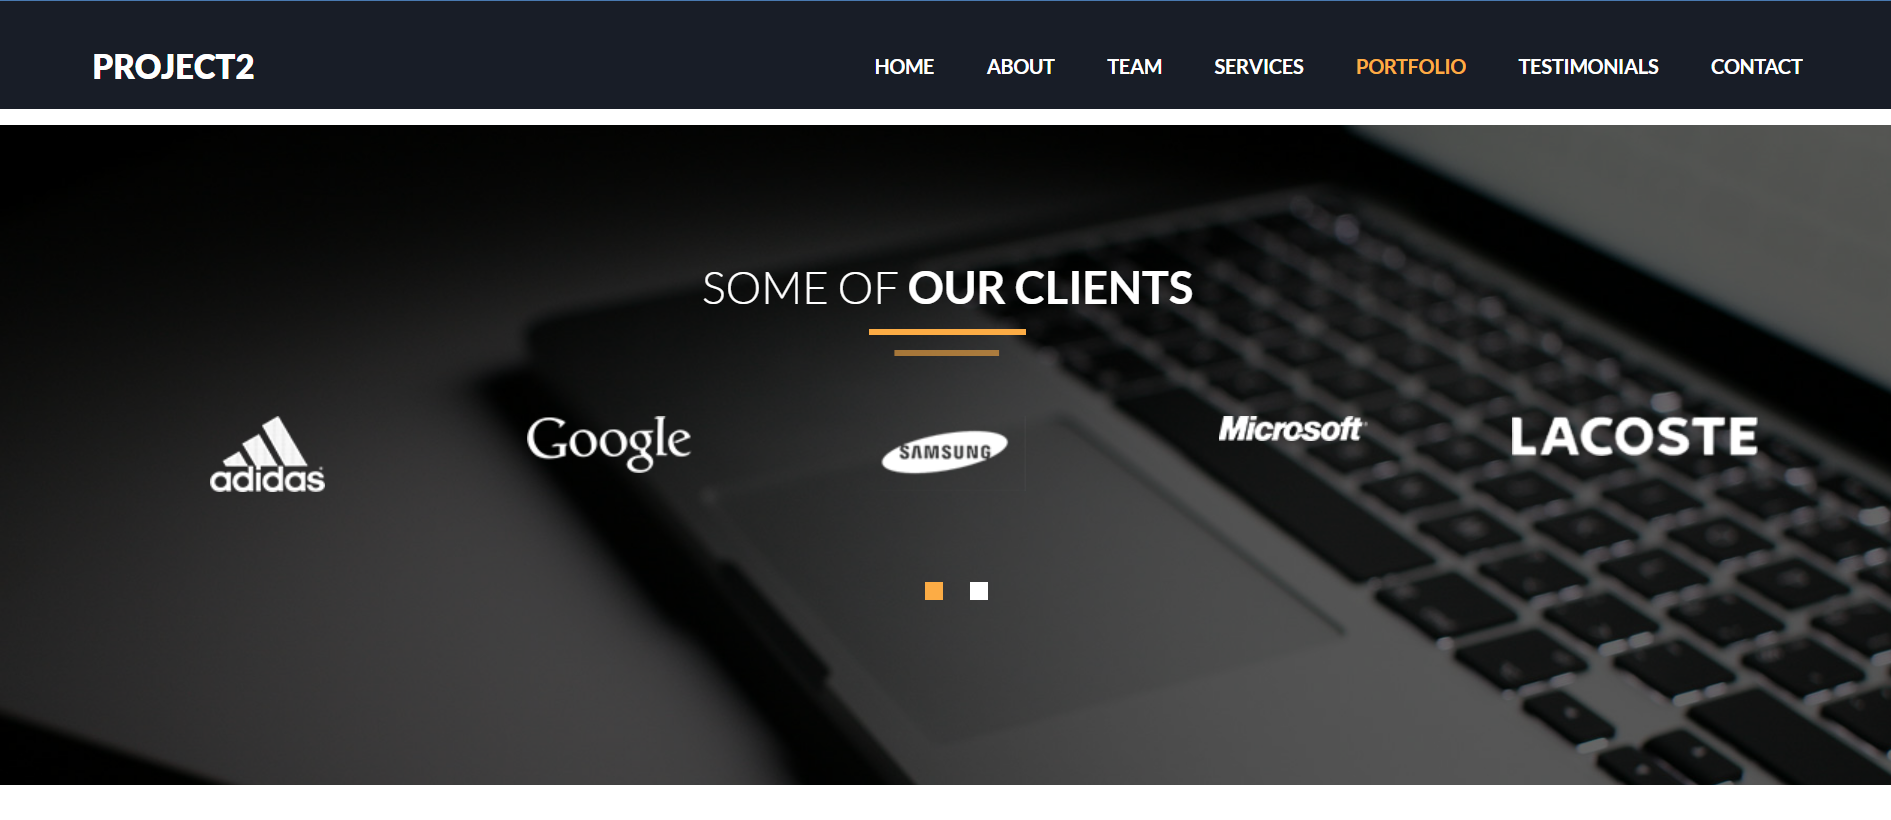 PROJECT2
HOME ABOUT TEAM SERVICES PORTFOLIO TESTIMONIALS CONTACT
SOME OF OUR CLIENTS
adidas
Google
SAMSUNG
Microsoft
LACOSTE